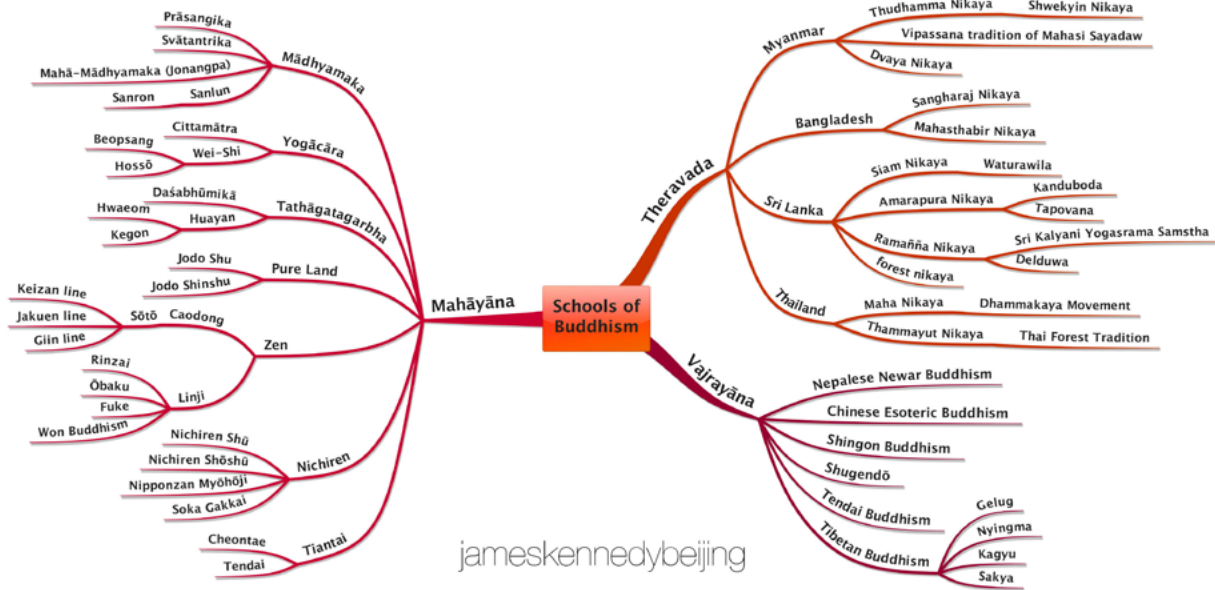 Schools of
Buddhism
Mahāyāna
Mādhyamaka
Prāsangika
Svātantrika
Mahā-Mādhyamaka (Jonangpa)
Sanlun
Sanron
Yogācāra
Cittamātra
Wei-Shi
Beopsang
Hossō
Tathāgatagarbha
Daśabhūmikā
Huayan
Hwaeom
Kegon
Pure Land
Jodo Shu
Jodo Shinshu
Zen
Caodong
Sōtō
Keizan line
Jakuen line
Giin line
Linji
Rinzai
Ōbaku
Fuke
Won Buddhism
Nichiren
Nichiren Shū
Nichiren Shōshū
Nipponzan Myōhōji
Soka Gakkai
Tiantai
Cheontae
Tendai
Theravada
Myanmar
Thudhamma Nikaya
Shwekyin Nikaya
Vipassana tradition of Mahasi Sayadaw
Dvaya Nikaya
Bangladesh
Sangharaj Nikaya
Mahasthabir Nikaya
Sri Lanka
Siam Nikaya
Waturawila
Amarapura Nikaya
Kanduboda
Tapovana
Ramañña Nikaya
Sri Kalyani Yogasrama Samstha
Delduwa
forest nikaya
Thailand
Maha Nikaya
Dhammakaya Movement
Thammayut Nikaya
Thai Forest Tradition
Vajrayāna
Nepalese Newar Buddhism
Chinese Esoteric Buddhism
Shingon Buddhism
Shugendō
Tendai Buddhism
Tibetan Buddhism
Gelug
Nyingma
Kagyu
Sakya
jameskennedybeijing